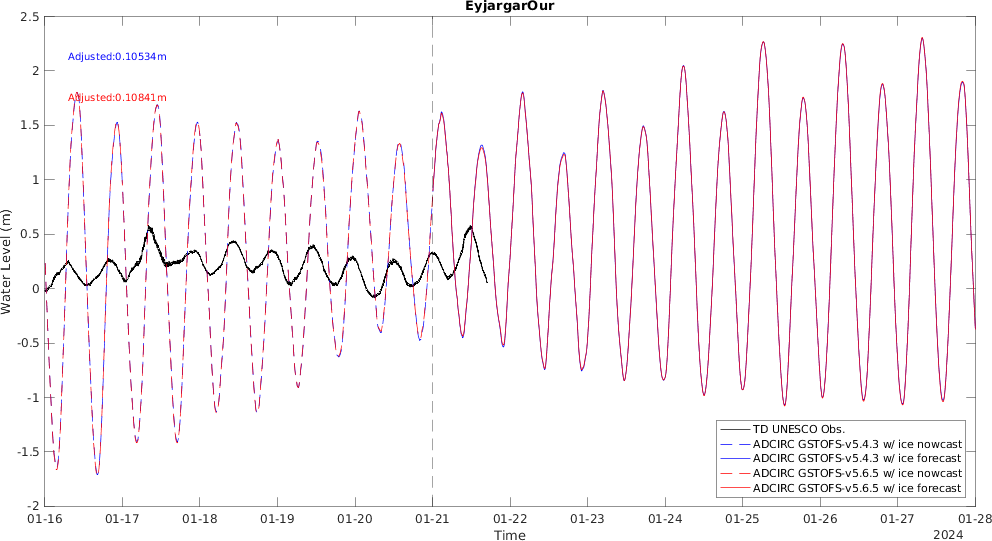 EyjargarOur
Adjusted:0.10534m
Adjusted:0.10841m
Water Level (m)
2.5
2
1.5
1
0.5
0
-0.5
-1
-1.5
-2
TD UNESCO Obs.
ADCIRC GSTOFS-v5.4.3 w/ ice nowcast
ADCIRC GSTOFS-v5.4.3 w/ ice forecast
ADCIRC GSTOFS-v5.6.5 w/ ice nowcast
ADCIRC GSTOFS-v5.6.5 w/ ice forecast
01-16 01-17 01-18 01-19 01-20 01-21 01-22 01-23 01-24 01-25 01-26 01-27 01-28
Time
2024